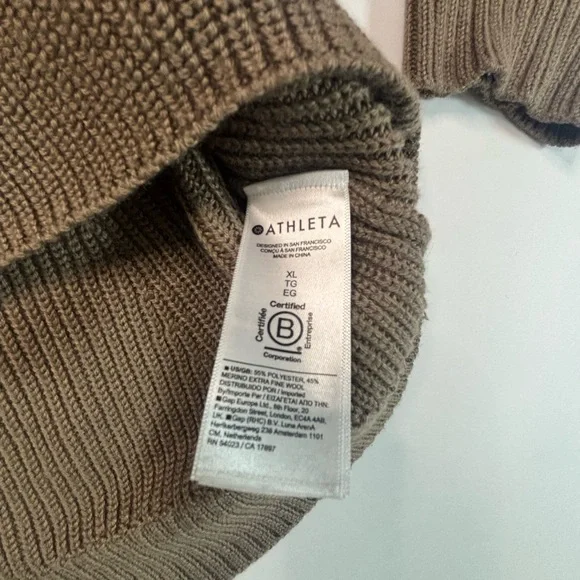 ATHLETA
DESIGNED IN SAN FRANCISCO
CONÇU À SAN FRANCISCO
MADE IN CHINA
XL
TG
EG
Certified
Certifiée
B
Entreprise
Corporation
■ US/GB: 55% POLYESTER, 45%
MERINO EXTRA FINE WOOL
DISTRIBUIDO POR / Imported
By/Importe Par / ΕΙΣΑΓΕΤΑΙ ΑΠΟ ΤΗΝ:
■ Gap Europe Ltd., 8th Floor, 20
Farringdon Street, London, EC4A 4AB,
UK, ■ Gap (RHC) B.V. Luna ArenA
Herikerbergweg 238 Amsterdam 1101
CM, Netherlands
RN 54023 / CA 17897